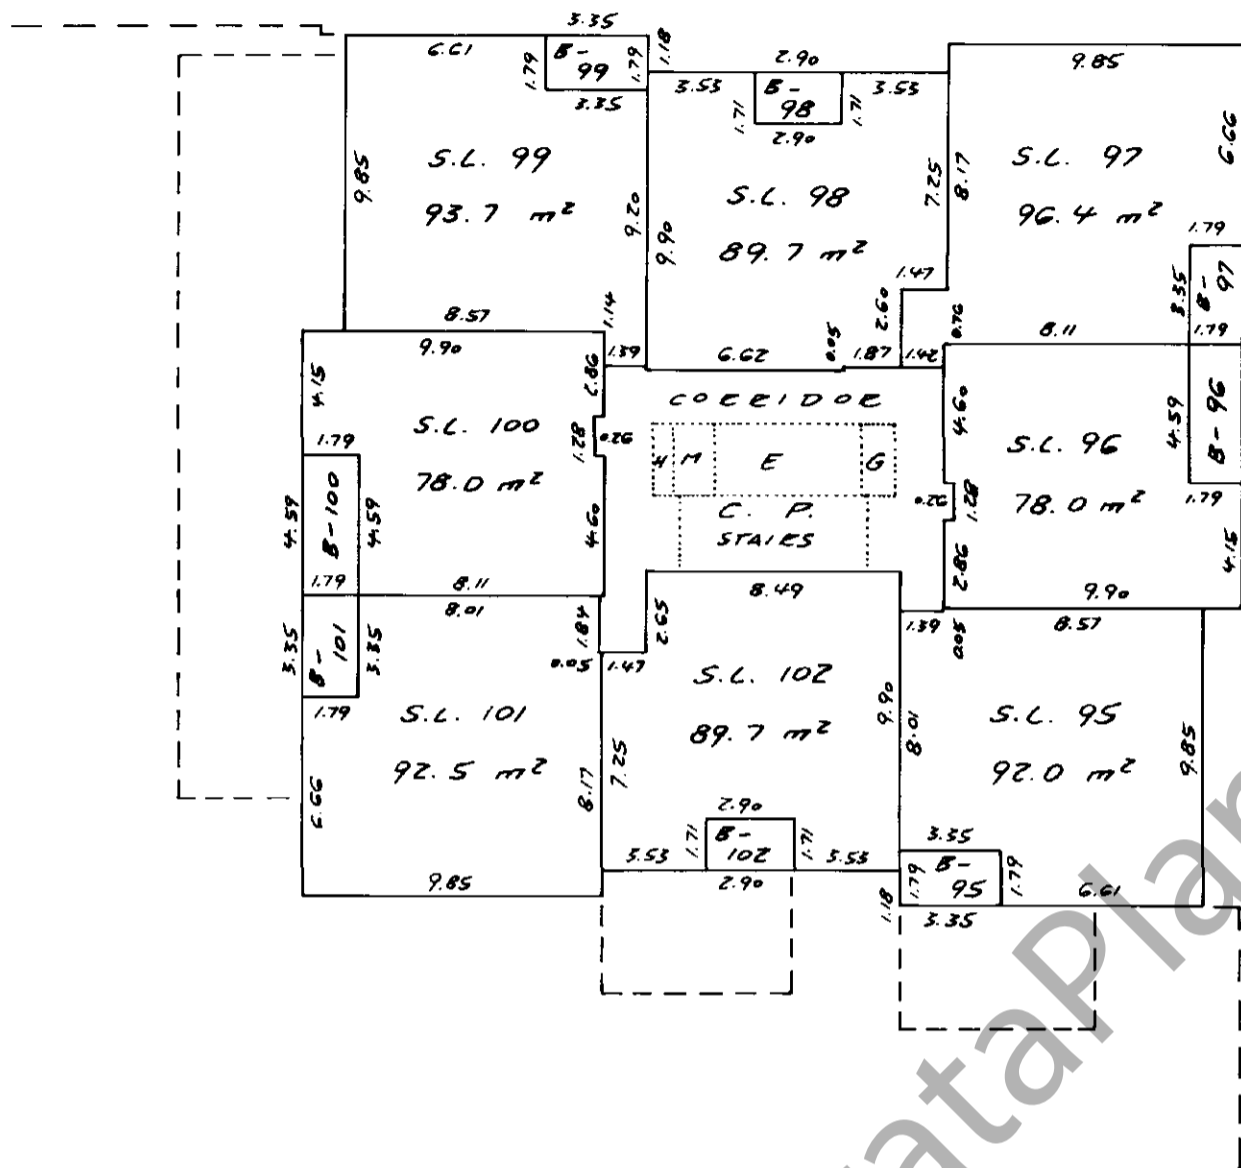 3.35
6.61
B-
99
1.79
1.79
3.35
1.18
2.90
3.53
B-
98
3.53
1.71
1.71
2.90
9.85
6.66
S.L. 99
93.7 m²
9.85
9.20
9.90
S.L. 98
89.7 m²
7.25
8.17
S.L. 97
96.4 m²
1.79
3.35
B-
97
1.79
1.47
2.60
0.76
8.11
8.57
1.14
1.39
6.62
0.05
1.87
1.42
9.90
4.15
2.86
1.79
S.L. 100
78.0 m²
1.28
0.26
4.60
4.59
B-100
4.59
1.79
8.11
CORRIDOR
H
M
E
G
C. P.
STAIRS
4.60
S.L. 96
78.0 m²
0.26
1.28
2.86
4.59
B-96
1.79
4.15
9.90
8.01
3.35
B-
101
3.35
1.79
1.84
0.05
1.47
2.65
8.49
S.L. 101
92.5 m²
6.66
8.17
9.85
S.L. 102
89.7 m²
7.25
9.90
2.90
1.71
B-
102
1.71
3.53
3.53
2.90
1.39
0.05
8.57
8.01
S.L. 95
92.0 m²
9.85
3.35
1.79
B-
95
1.79
6.61
1.18
3.35
ataPlan